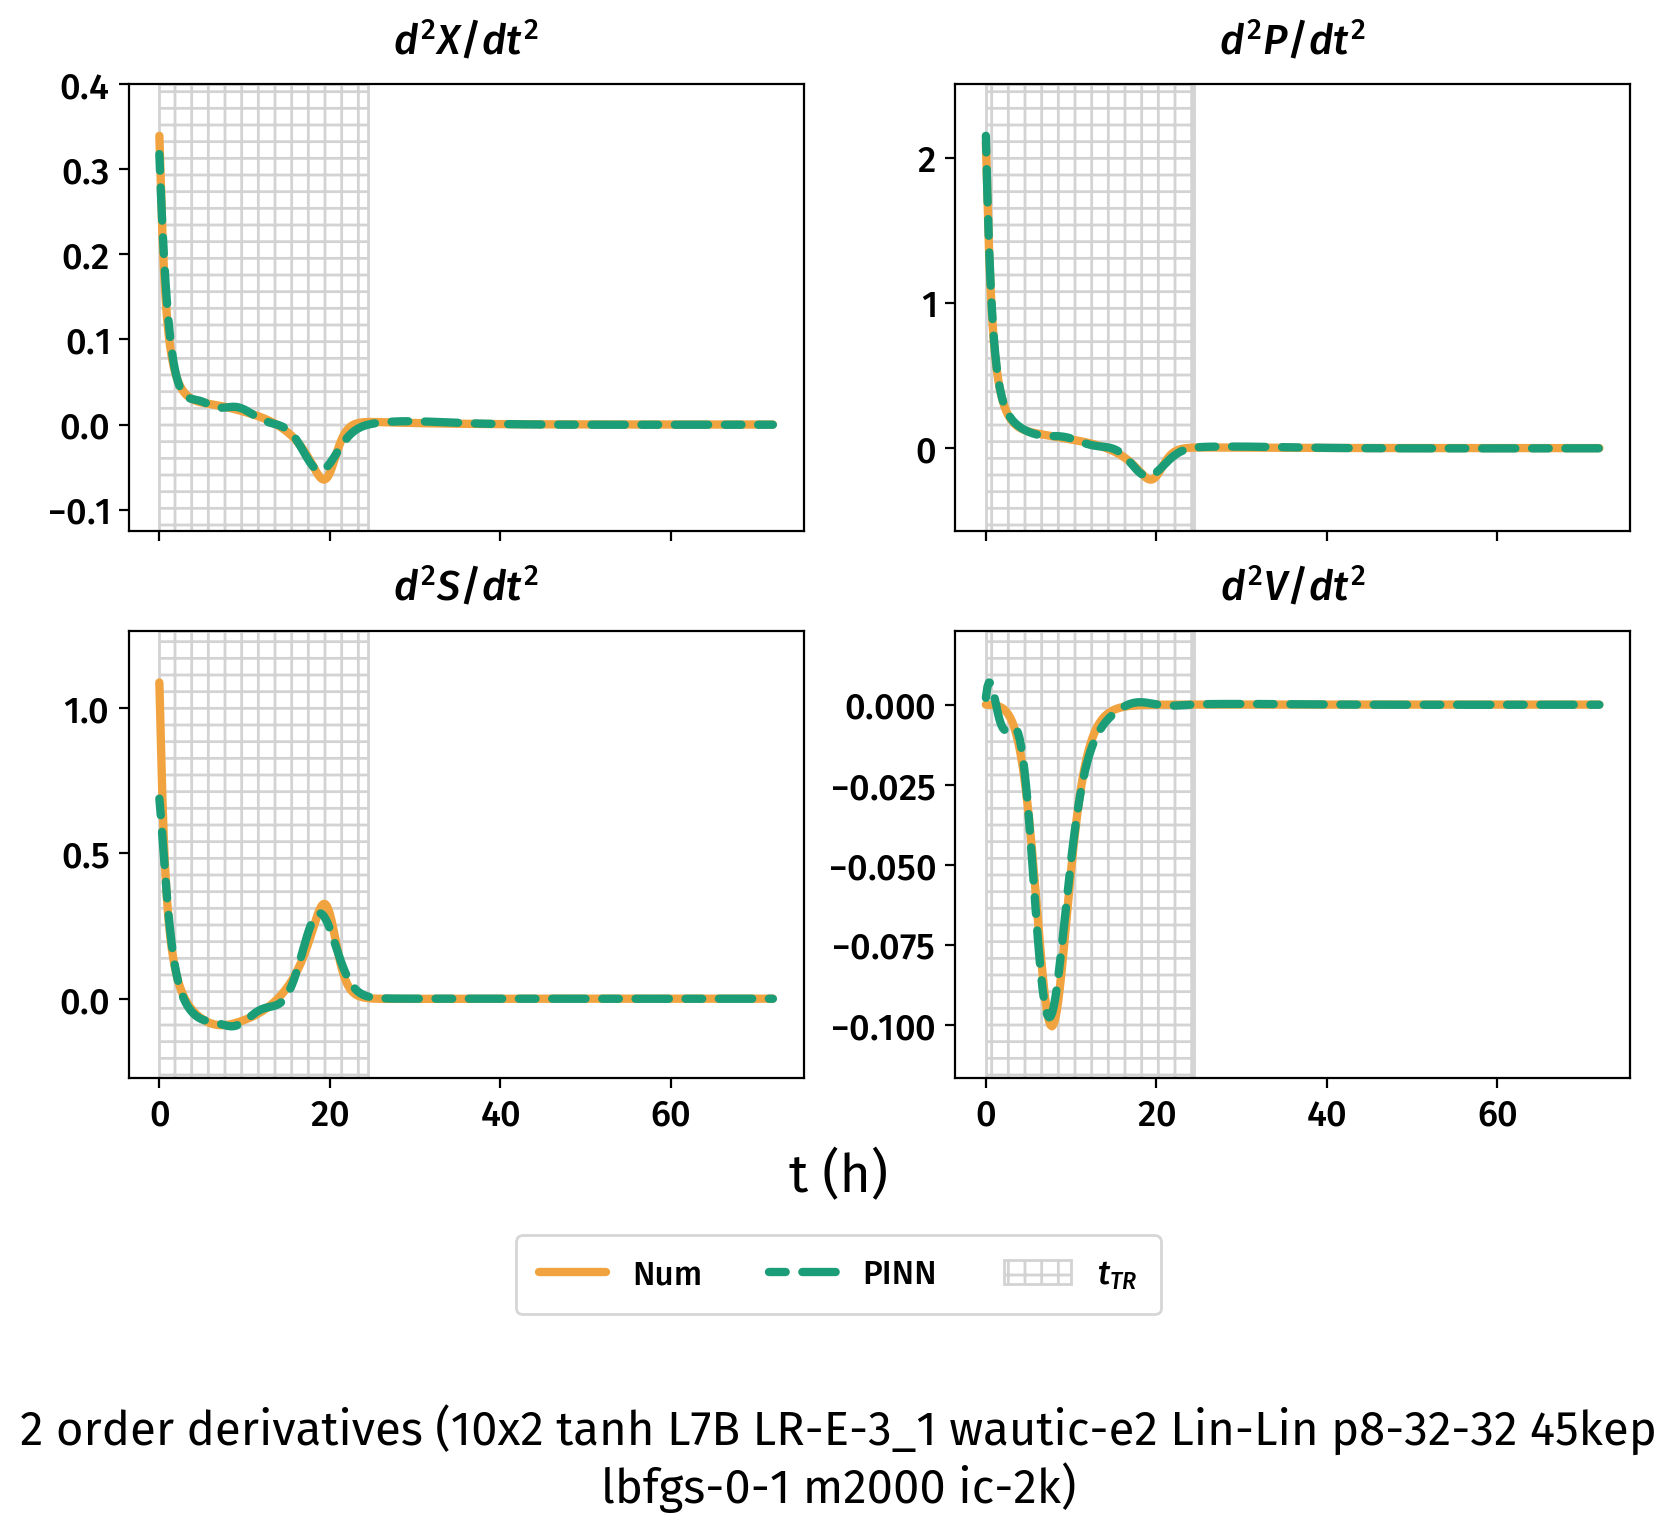 d²X/dt²
d²P/dt²
0.4
0.3
0.2
0.1
0.0
−0.1
2
1
0
d²S/dt²
d²V/dt²
1.0
0.5
0.0
0.000
−0.025
−0.050
−0.075
−0.100
0 20 40 60
0 20 40 60
t (h)
Num PINN t_TR
2 order derivatives (10x2 tanh L7B LR-E-3_1 wautic-e2 Lin-Lin p8-32-32 45kep
lbfgs-0-1 m2000 ic-2k)